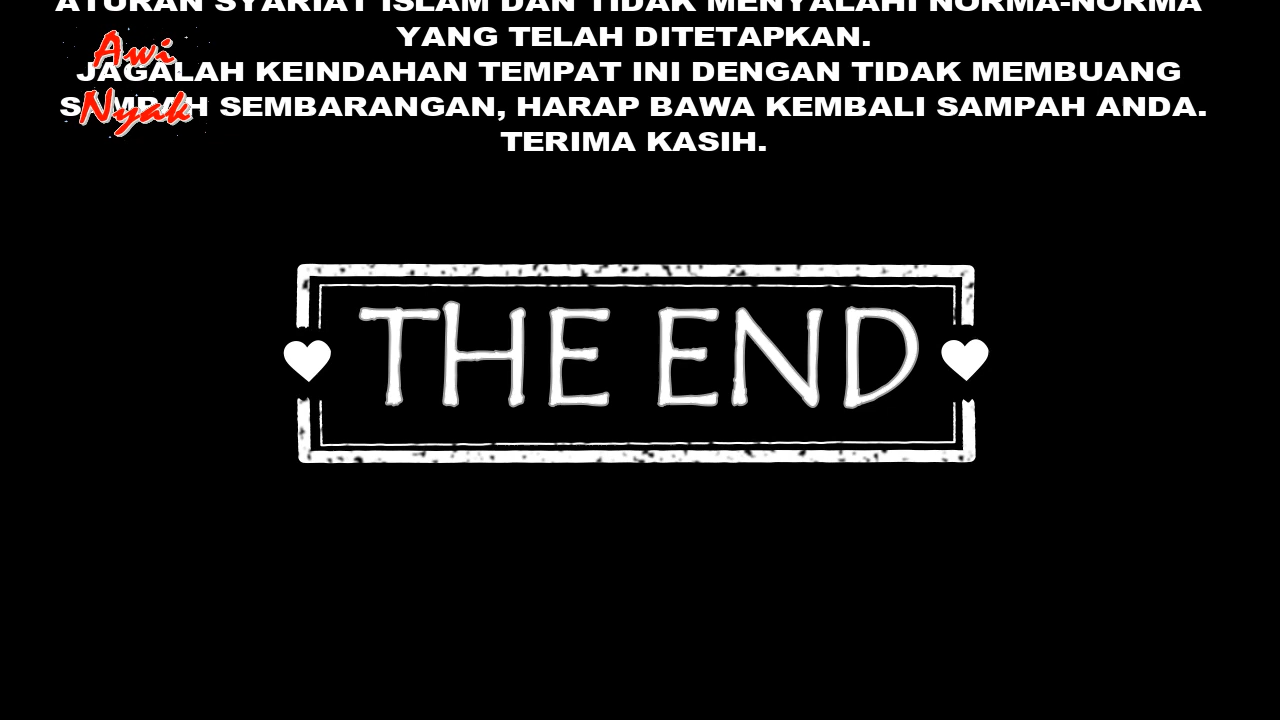 ATURAN SYARIAT ISLAM DAN TIDAK MENYALAHI NORMA-NORMA
YANG TELAH DITETAPKAN.
JAGALAH KEINDAHAN TEMPAT INI DENGAN TIDAK MEMBUANG
SAMPAH SEMBARANGAN, HARAP BAWA KEMBALI SAMPAH ANDA.
TERIMA KASIH.
Awi
Nyak
THE END